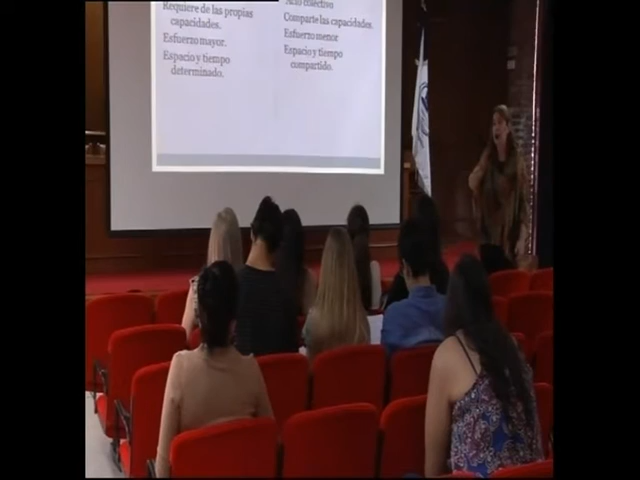 Requiere de las propias
capacidades.
Esfuerzo mayor.
Espacio y tiempo
determinado.
Acto colectivo
Comparte las capacidades.
Esfuerzo menor
Espacio y tiempo
compartido.